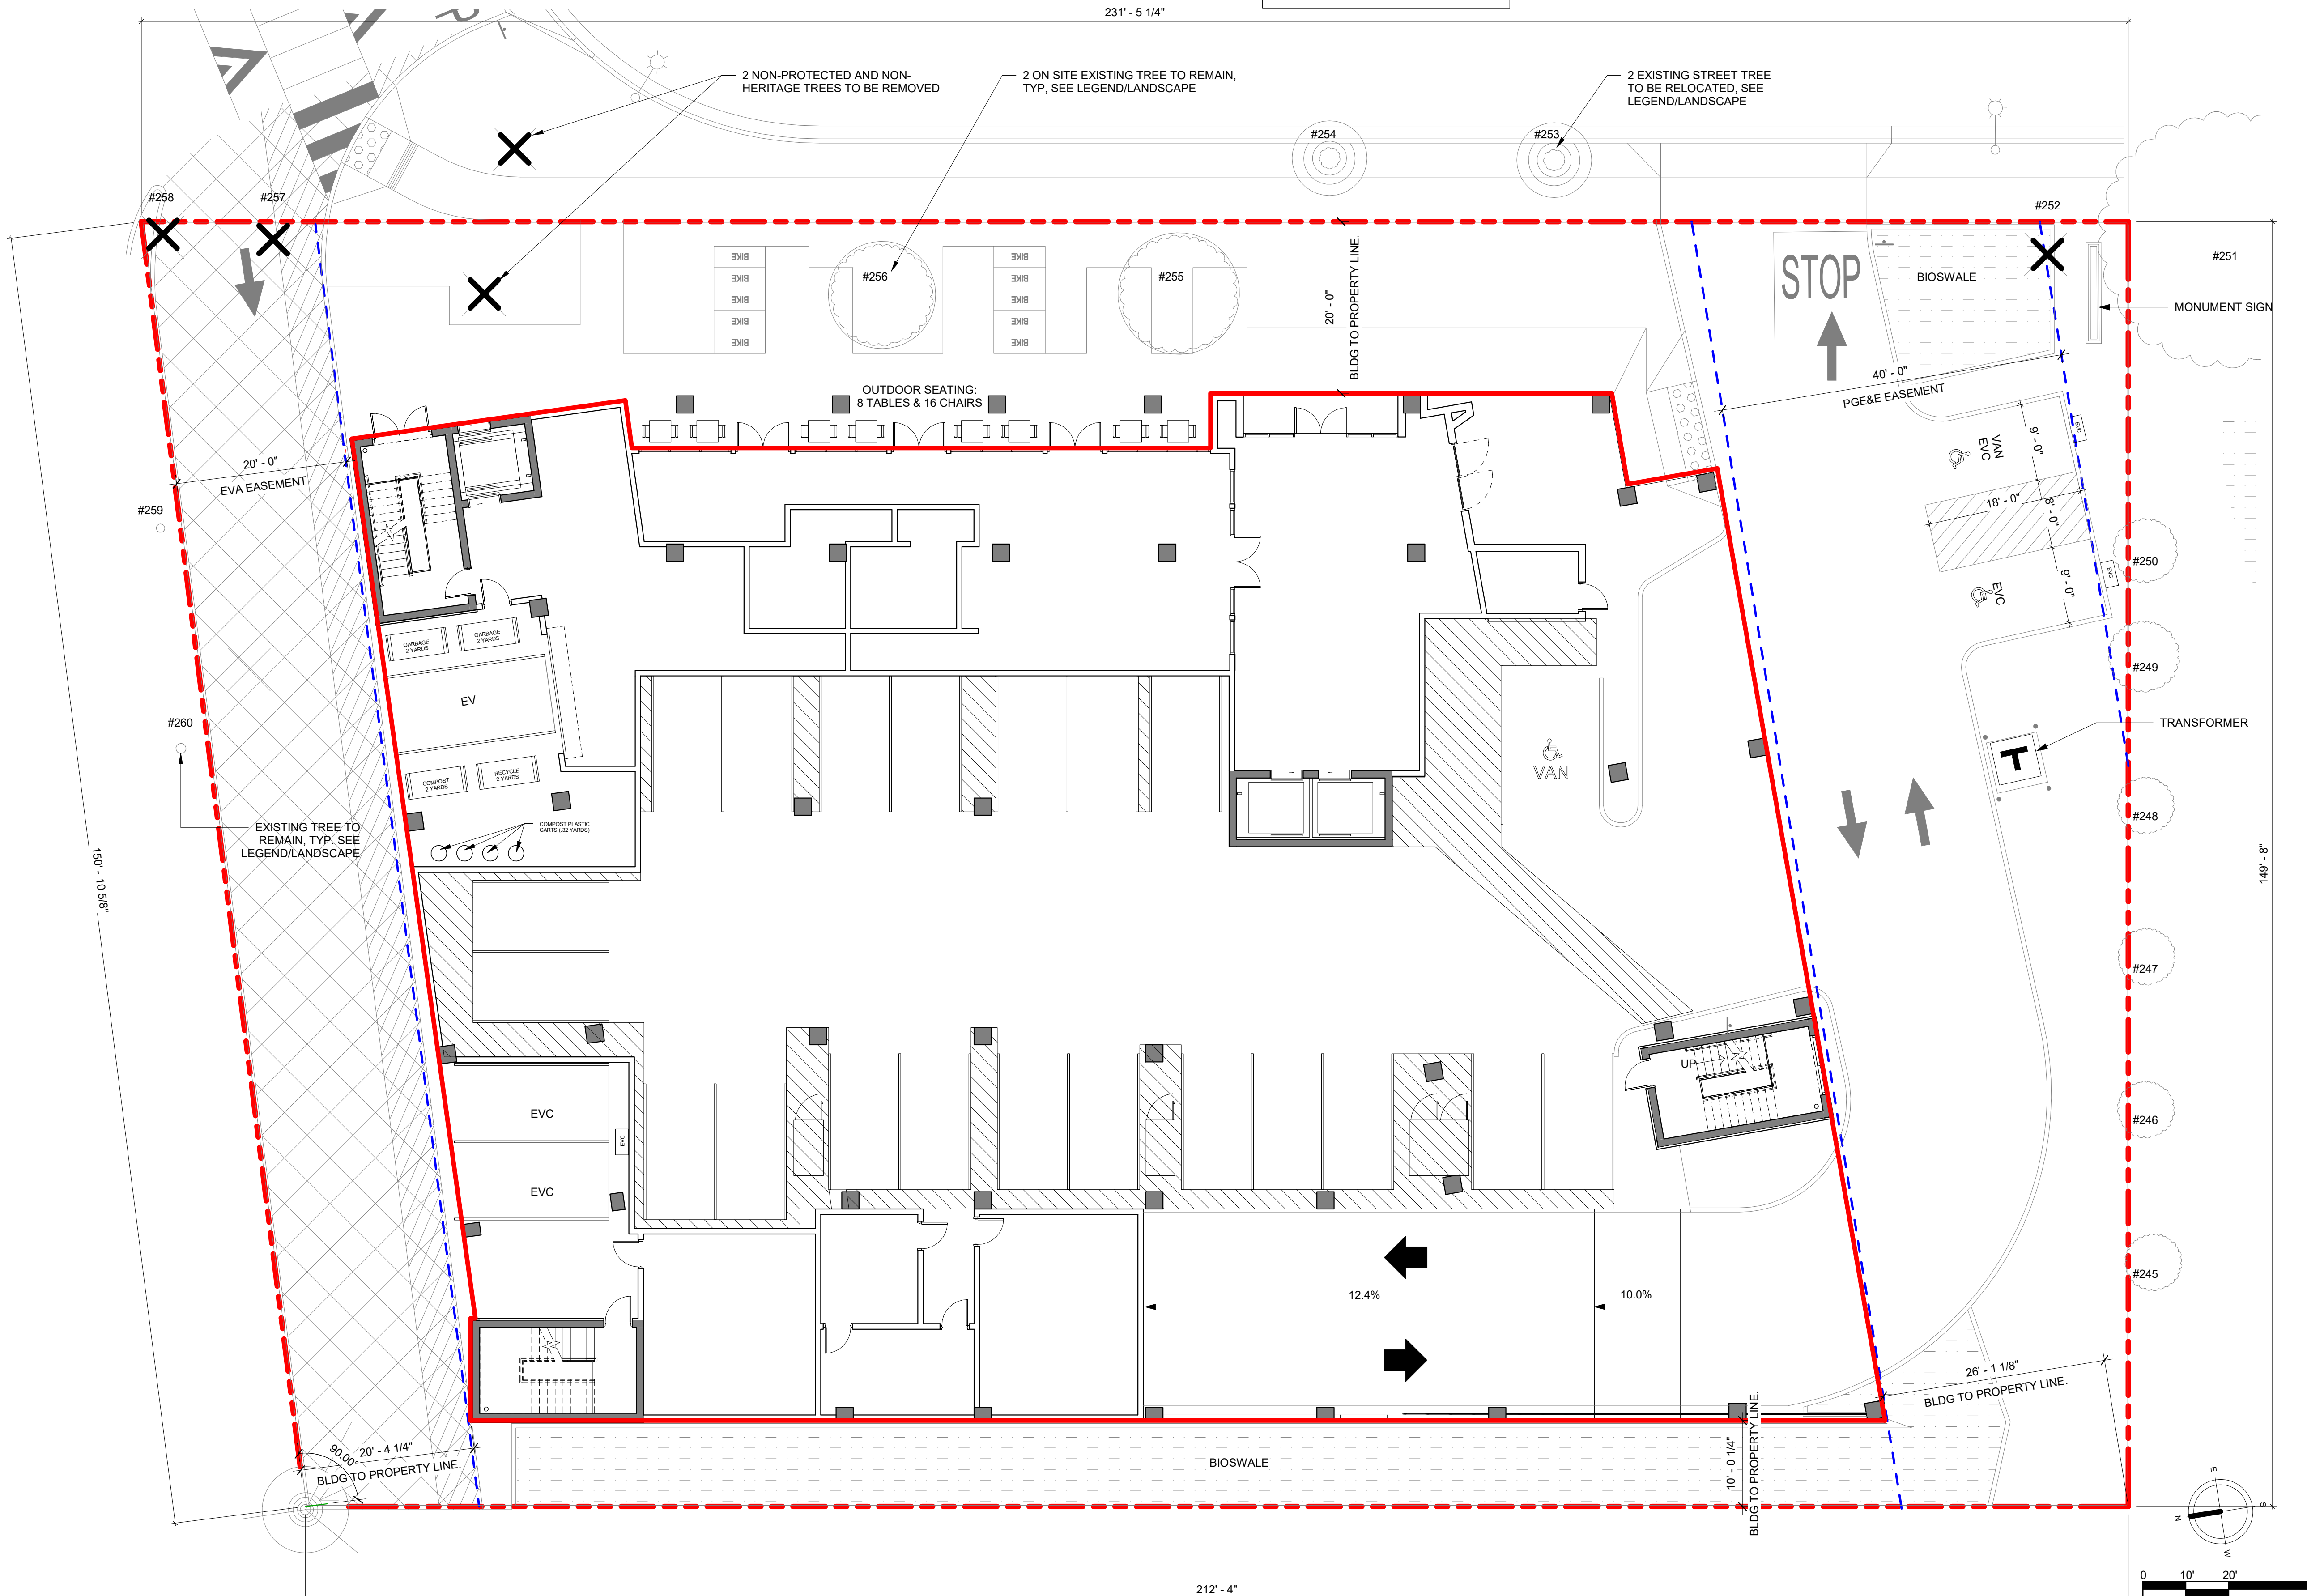 231' - 5 1/4"
2 NON-PROTECTED AND NON-
HERITAGE TREES TO BE REMOVED
2 ON SITE EXISTING TREE TO REMAIN,
TYP, SEE LEGEND/LANDSCAPE
2 EXISTING STREET TREE
TO BE RELOCATED, SEE
LEGEND/LANDSCAPE
#254
#253
#258
#257
#252
#251
BIKE
BIKE
BIKE
BIKE
BIKE
#256
BIKE
BIKE
BIKE
BIKE
BIKE
#255
20' - 0"
BLDG TO PROPERTY LINE.
STOP
BIOSWALE
MONUMENT SIGN
40' - 0"
PGE&E EASEMENT
OUTDOOR SEATING:
8 TABLES & 16 CHAIRS
20' - 0"
EVA EASEMENT
#259
VAN
EVC
9' - 0"
EVC
18' - 0"
8' - 0"
EVC
9' - 0"
EVC
#250
#249
GARBAGE
2 YARDS
GARBAGE
2 YARDS
EV
#260
COMPOST
2 YARDS
RECYCLE
2 YARDS
COMPOST PLASTIC
CARTS (.32 YARDS)
EXISTING TREE TO
REMAIN, TYP. SEE
LEGEND/LANDSCAPE
VAN
TRANSFORMER
T
#248
150' - 10 5/8"
149' - 8"
#247
UP
#246
EVC
EVC
EVC
#245
12.4%
10.0%
26' - 1 1/8"
BLDG TO PROPERTY LINE.
90.00°
20' - 4 1/4"
BLDG TO PROPERTY LINE.
BIOSWALE
10' - 0 1/4"
BLDG TO PROPERTY LINE.
E
S
N
W
212' - 4"
0 10' 20'